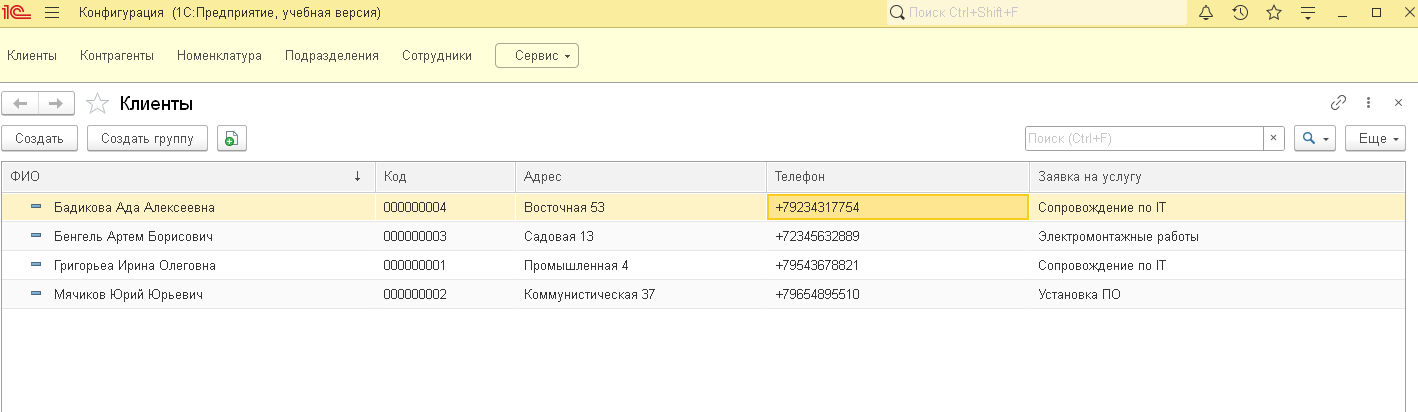 1С Конфигурация (1С:Предприятие, учебная версия) Поиск Ctrl+Shift+F
Клиенты Контрагенты Номенклатура Подразделения Сотрудники Сервис
Клиенты
Создать Создать группу Поиск (Ctrl+F) × Еще
ФИО ↓ Код Адрес Телефон Заявка на услугу
Бадикова Ада Алексеевна 000000004 Восточная 53 +79234317754 Сопровождение по IT
Бенгель Артем Борисович 000000003 Садовая 13 +72345632889 Электромонтажные работы
Григорьеа Ирина Олеговна 000000001 Промышленная 4 +79543678821 Сопровождение по IT
Мячиков Юрий Юрьевич 000000002 Коммунистическая 37 +79654895510 Установка ПО